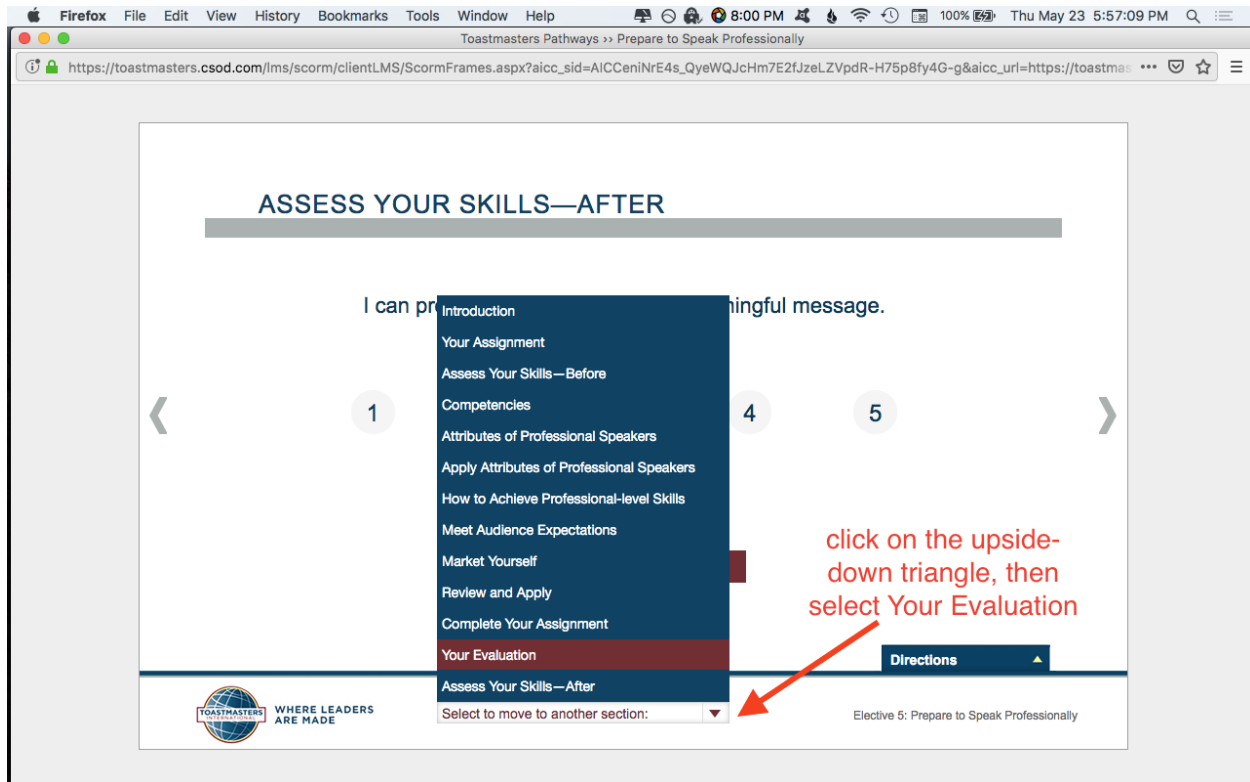 Firefox File Edit View History Bookmarks Tools Window Help 8:00 PM 100% Thu May 23 5:57:09 PM
Toastmasters Pathways ›› Prepare to Speak Professionally
https://toastmasters.csod.com/lms/scorm/clientLMS/ScormFrames.aspx?aicc_sid=AICCeniNrE4s_QyeWQJcHm7E2fJzeLZVpdR-H75p8fy4G-g&aicc_url=https://toastmas
ASSESS YOUR SKILLS—AFTER
I can pr ningful message.
1 4 5
Introduction
Your Assignment
Assess Your Skills—Before
Competencies
Attributes of Professional Speakers
Apply Attributes of Professional Speakers
How to Achieve Professional-level Skills
Meet Audience Expectations
Market Yourself
Review and Apply
Complete Your Assignment
Your Evaluation
Assess Your Skills—After
Select to move to another section:
click on the upside-
down triangle, then
select Your Evaluation
Directions
TOASTMASTERS
INTERNATIONAL
WHERE LEADERS
ARE MADE
Elective 5: Prepare to Speak Professionally